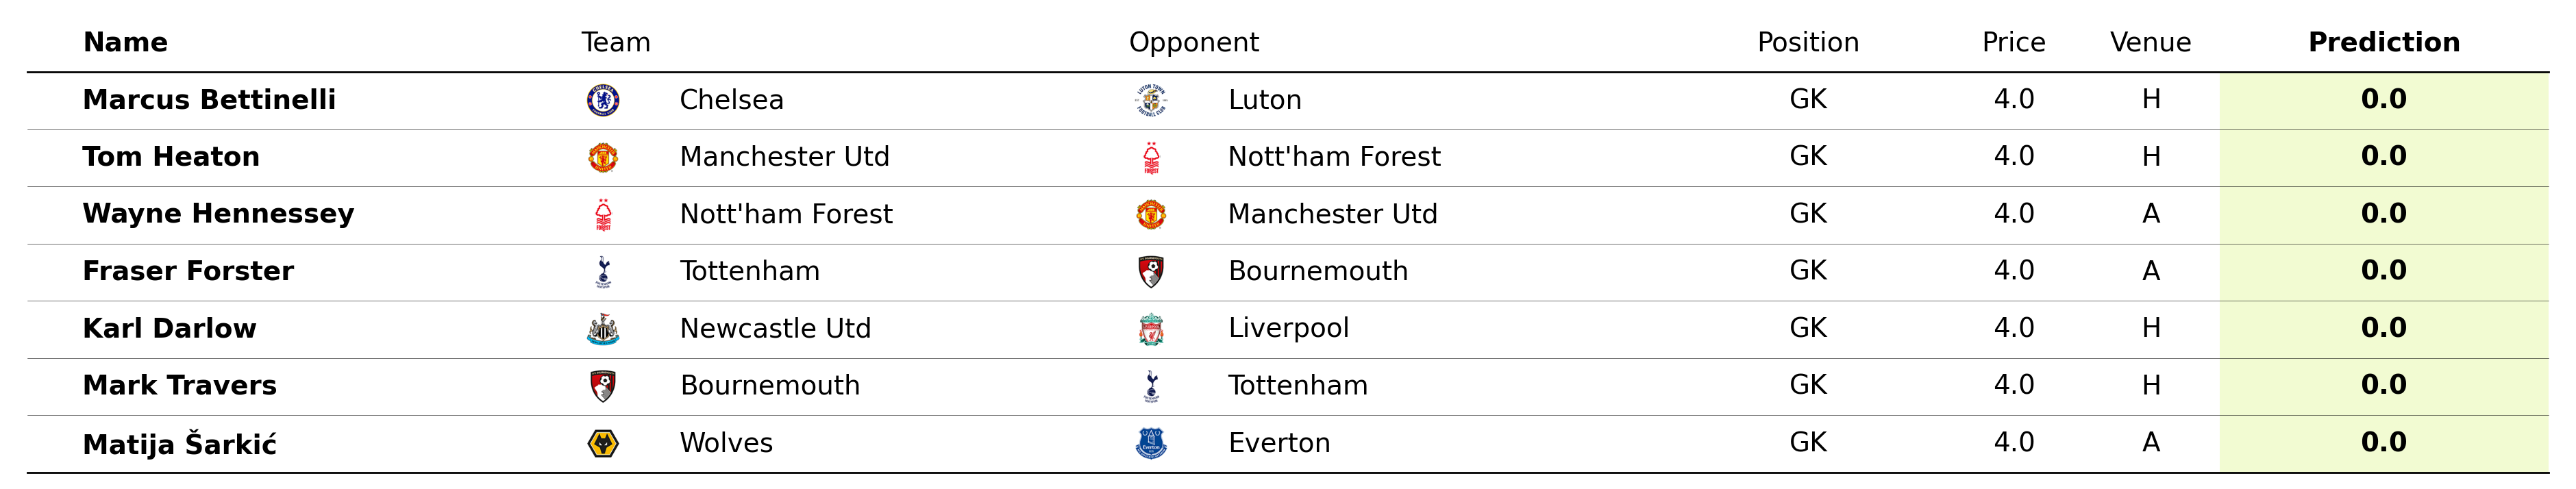 Name Team Opponent Position Price Venue Prediction
Marcus Bettinelli Chelsea Luton GK 4.0 H 0.0
Tom Heaton Manchester Utd Nott'ham Forest GK 4.0 H 0.0
Wayne Hennessey Nott'ham Forest Manchester Utd GK 4.0 A 0.0
Fraser Forster Tottenham Bournemouth GK 4.0 A 0.0
Karl Darlow Newcastle Utd Liverpool GK 4.0 H 0.0
Mark Travers Bournemouth Tottenham GK 4.0 H 0.0
Matija Šarkić Wolves Everton GK 4.0 A 0.0